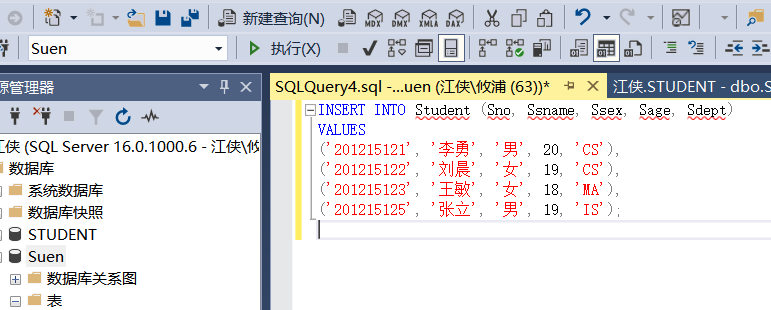 新建查询(N)
MDX DMX XMLA DAX
Suen
执行(X)
源管理器
SQLQuery4.sql -...uen (江侠\攸浦 (63))*
江侠.STUDENT - dbo.S
江侠 (SQL Server 16.0.1000.6 - 江侠\攸
数据库
系统数据库
数据库快照
STUDENT
Suen
数据库关系图
表
INSERT INTO Student (Sno, Ssname, Ssex, Sage, Sdept)
VALUES
('201215121', '李勇', '男', 20, 'CS'),
('201215122', '刘晨', '女', 19, 'CS'),
('201215123', '王敏', '女', 18, 'MA'),
('201215125', '张立', '男', 19, 'IS');